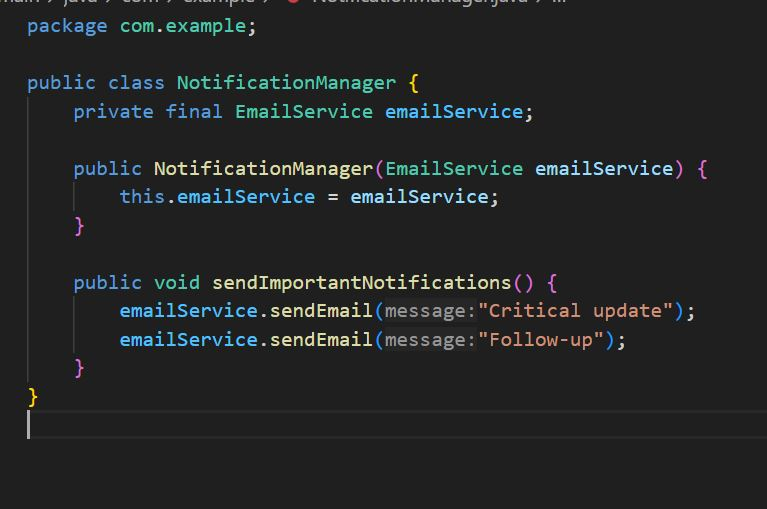 package com.example;
public class NotificationManager {
private final EmailService emailService;
public NotificationManager(EmailService emailService) {
this.emailService = emailService;
}
public void sendImportantNotifications() {
emailService.sendEmail(message:"Critical update");
emailService.sendEmail(message:"Follow-up");
}
}